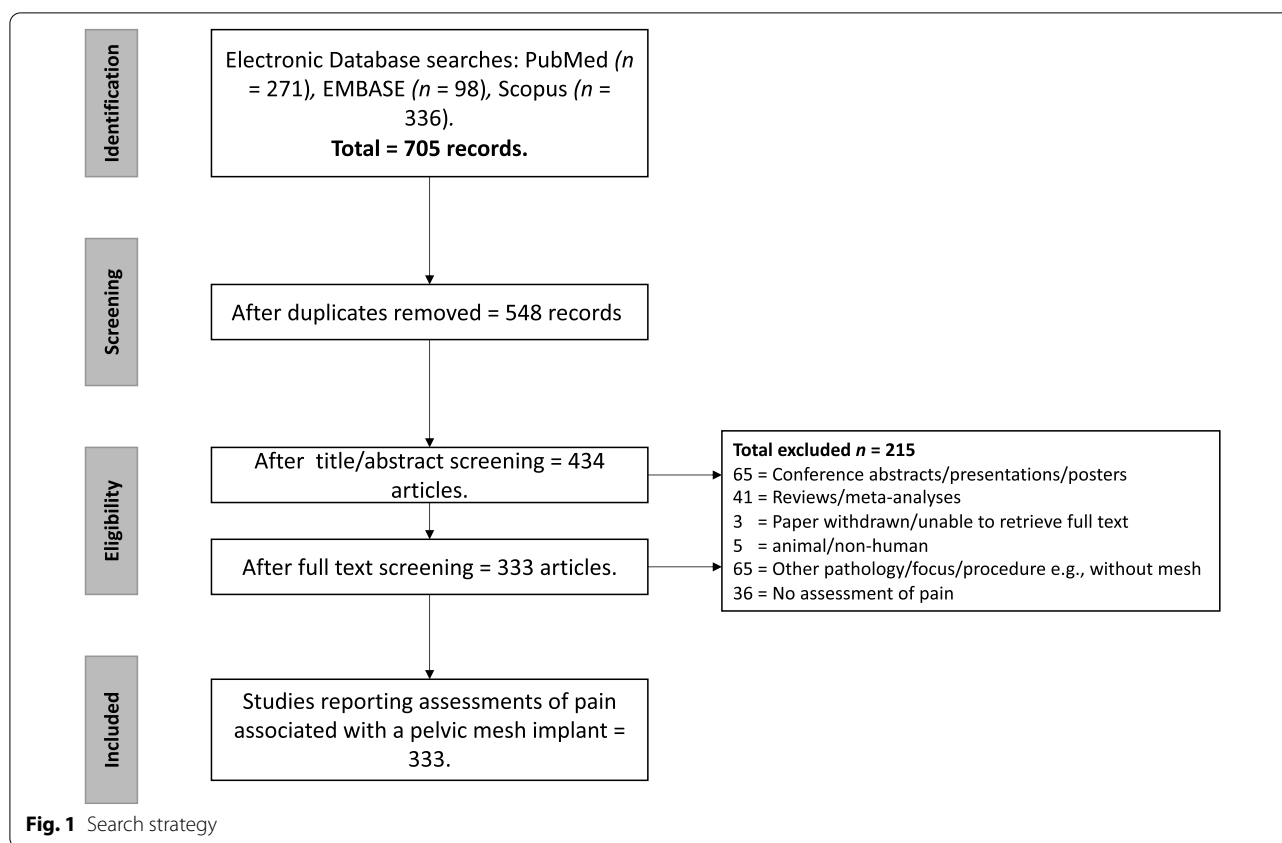 Identification
Electronic Database searches: PubMed (n
= 271), EMBASE (n = 98), Scopus (n =
336).
Total = 705 records.
Screening
After duplicates removed = 548 records
Eligibility
After title/abstract screening = 434
articles.
After full text screening = 333 articles.
Total excluded n = 215
65 = Conference abstracts/presentations/posters
41 = Reviews/meta-analyses
3 = Paper withdrawn/unable to retrieve full text
5 = animal/non-human
65 = Other pathology/focus/procedure e.g., without mesh
36 = No assessment of pain
Included
Studies reporting assessments of pain
associated with a pelvic mesh implant =
333.
Fig. 1 Search strategy